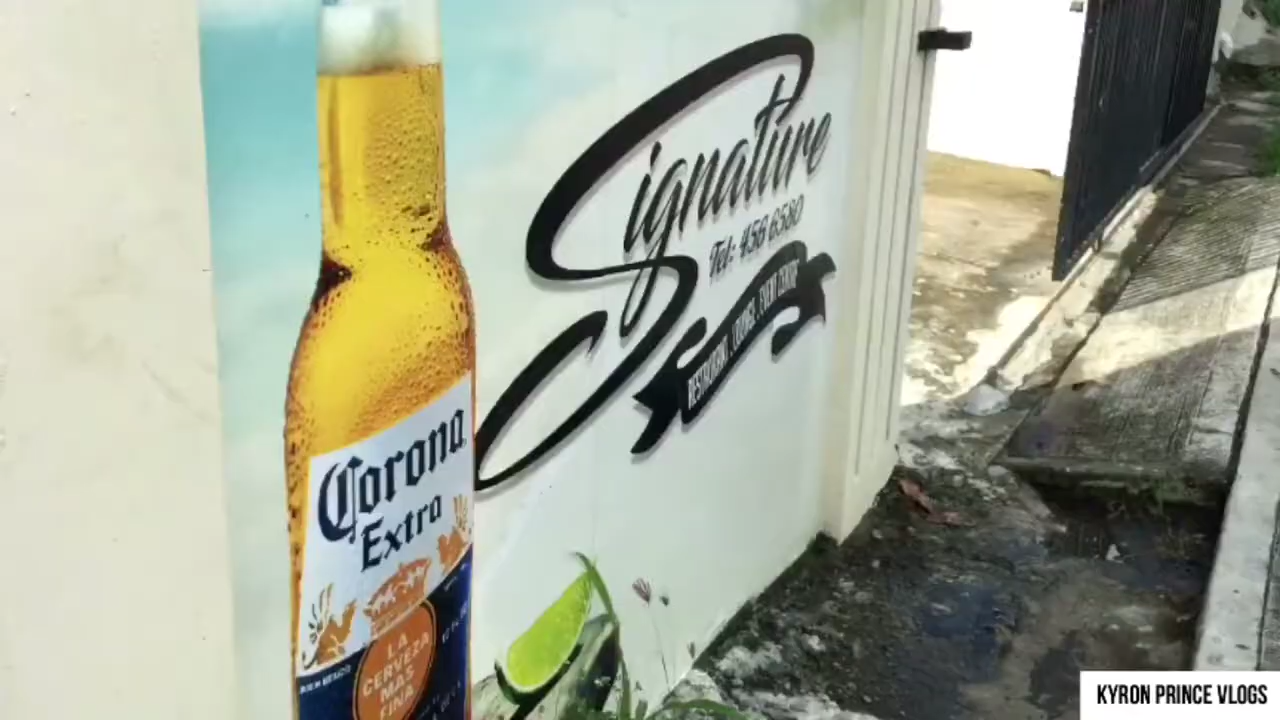 Signature
Tel: 456 6580
RESTAURANT . LOUNGE . EVENT CENTRE
Corona
Extra
LA
CERVEZA
MAS
FINA
KYRON PRINCE VLOGS